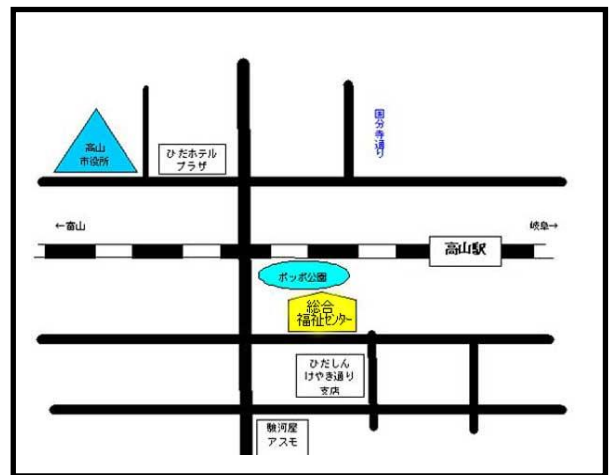 高山
市役所
ひだホテル
プラザ
国分寺通り
←富山
岐阜→
高山駅
ポッポ公園
総合
福祉センター
ひだしん
けやき通り
支店
駿河屋
アスモ